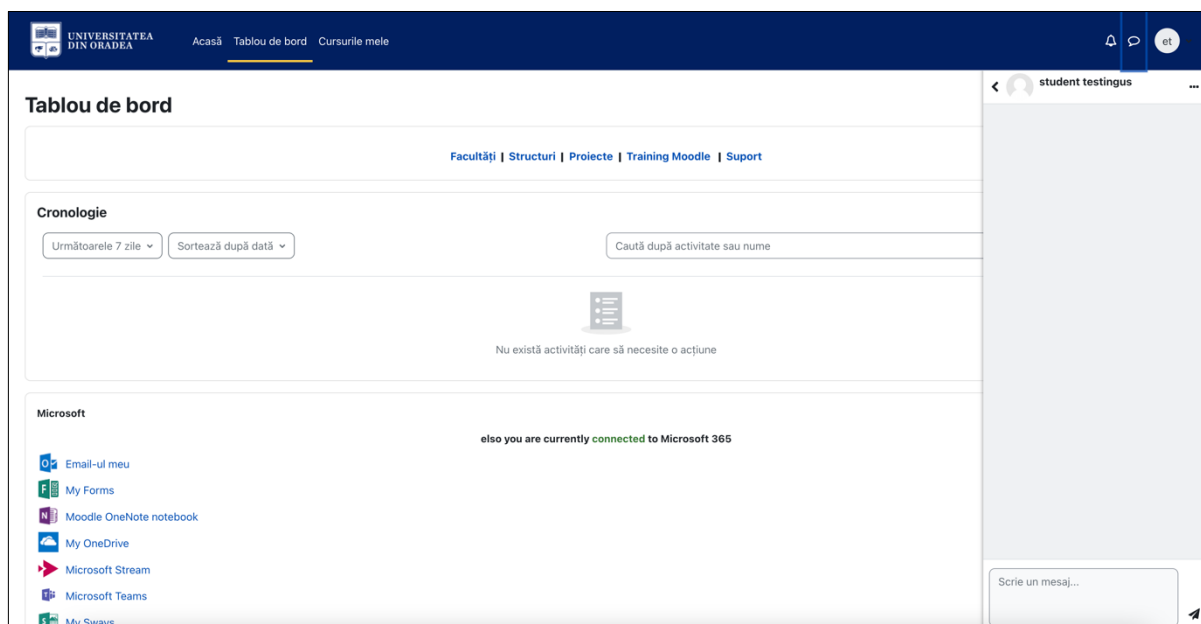 UNIVERSITATEA
DIN ORADEA
Acasă Tablou de bord Cursurile mele
et
student testingus
Tablou de bord
Facultăți | Structuri | Proiecte | Training Moodle | Suport
Cronologie
Următoarele 7 zile Sortează după dată Caută după activitate sau nume
Nu există activități care să necesite o acțiune
Microsoft
elso you are currently connected to Microsoft 365
Email-ul meu
My Forms
Moodle OneNote notebook
My OneDrive
Microsoft Stream
Microsoft Teams
My Sways
Scrie un mesaj...